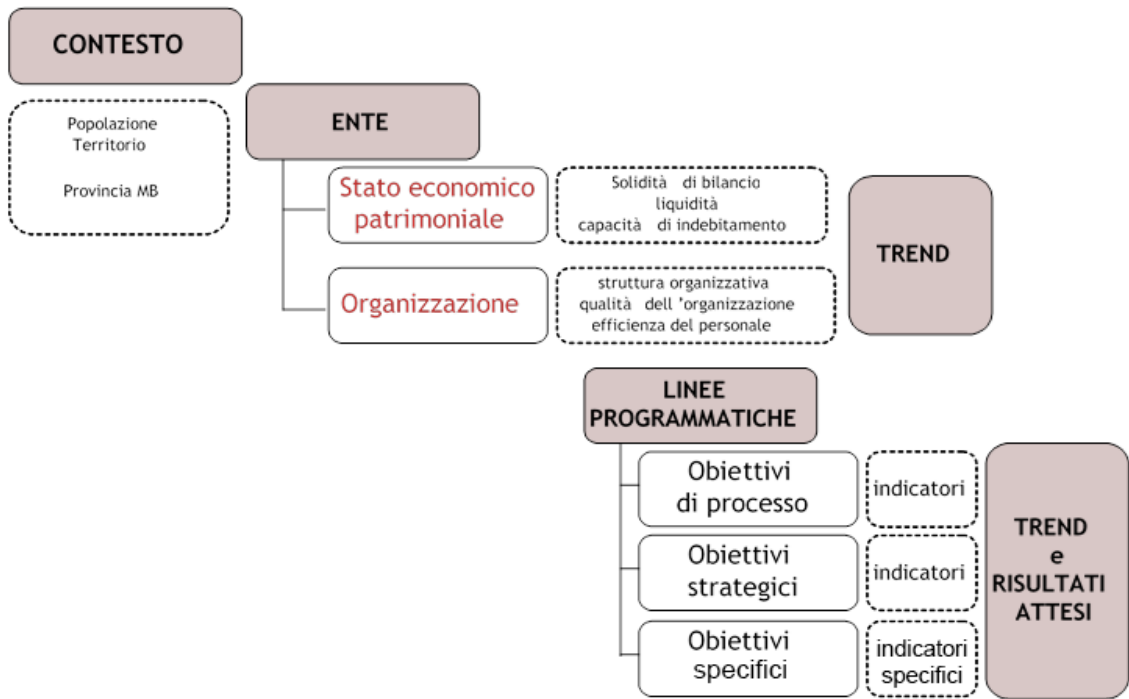 CONTESTO
Popolazione
Territorio
Provincia MB
ENTE
Stato economico
patrimoniale
Solidità di bilancio
liquidità
capacità di indebitamento
Organizzazione
struttura organizzativa
qualità dell 'organizzazione
efficienza del personale
TREND
LINEE
PROGRAMMATICHE
Obiettivi
di processo
indicatori
Obiettivi
strategici
indicatori
Obiettivi
specifici
indicatori
specifici
TREND
e
RISULTATI
ATTESI